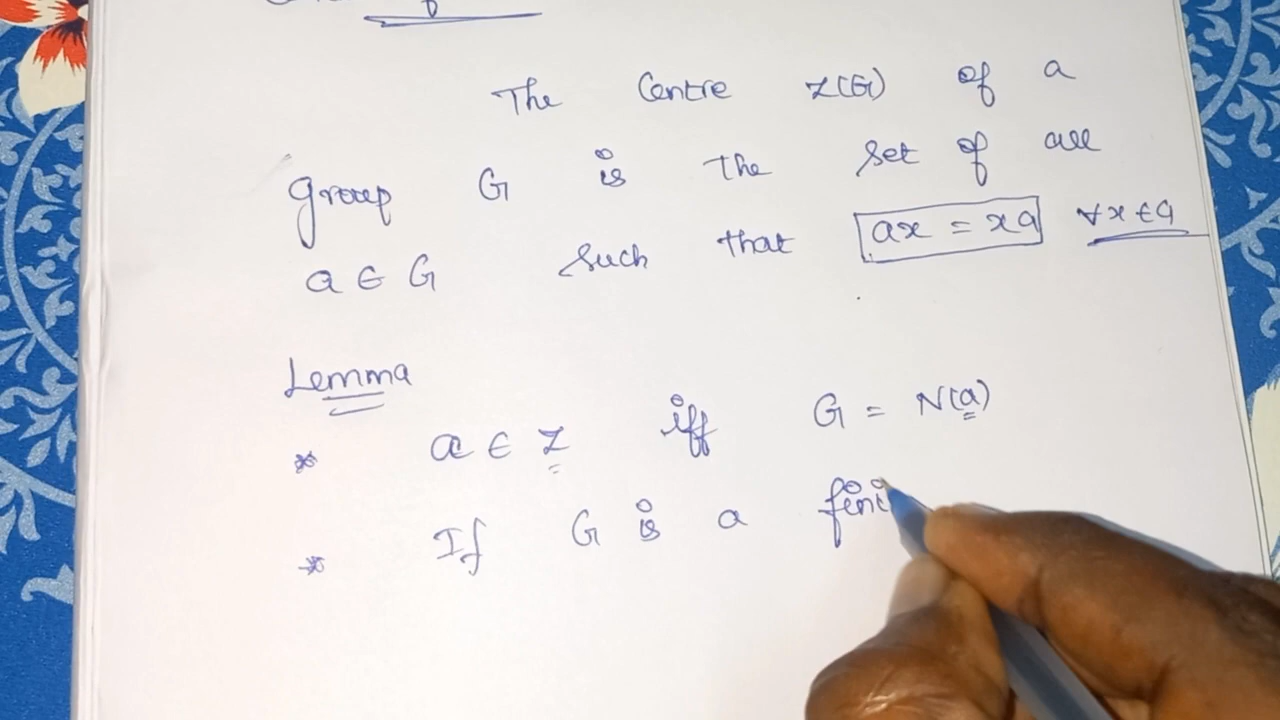 The Centre Z(G) of a
group G is the set of all
a ∈ G such that ax = xa ∀x∈G
Lemma
* a ∈ Z iff G = N(a)
* If G is a fini